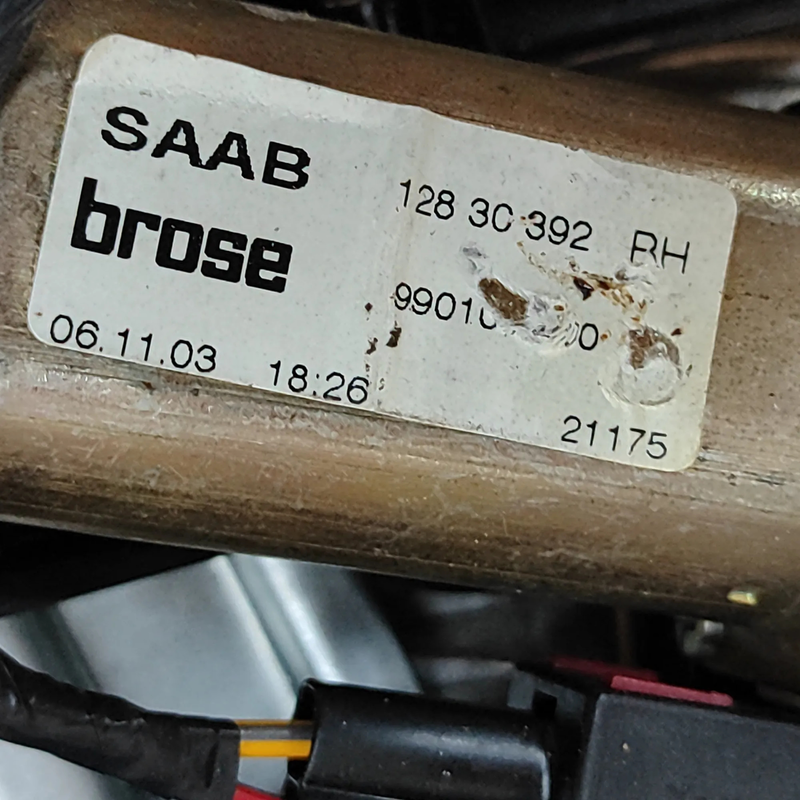 SAAB
brose
06.11.03 18:26
128 30 392 RH
21175